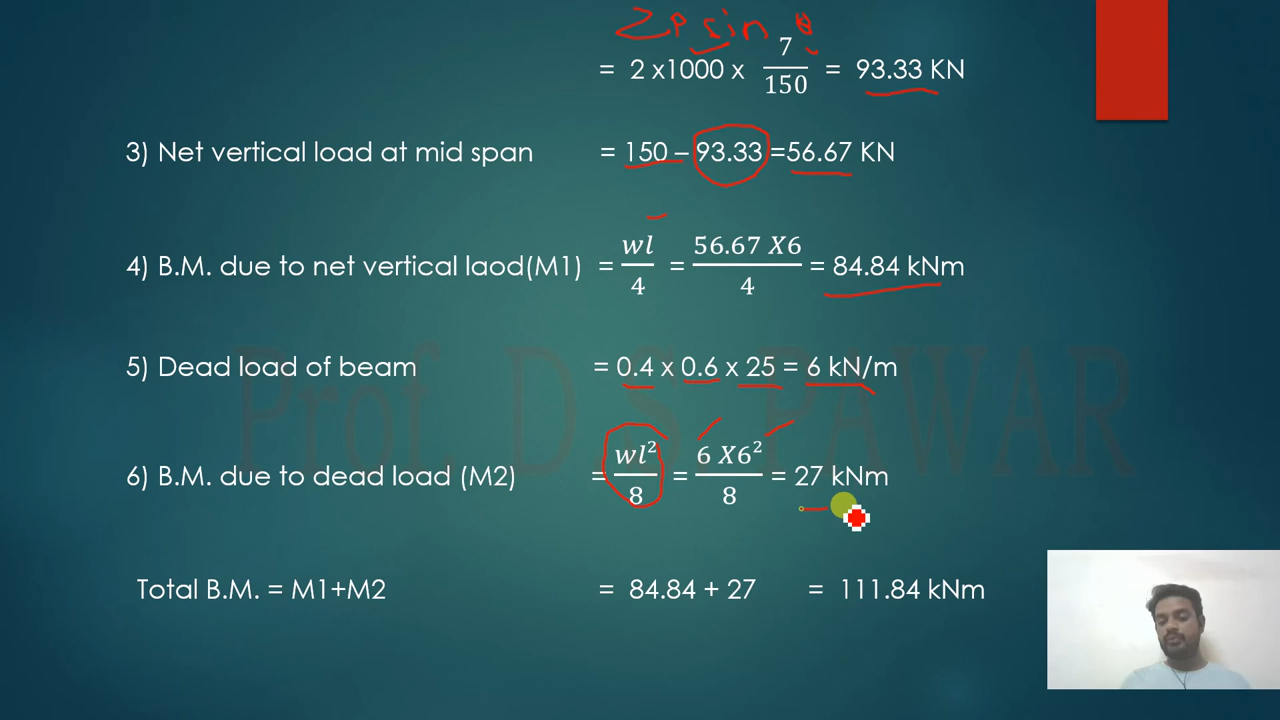 2P sin θ
= 2 x1000 x 7/150 = 93.33 KN
3) Net vertical load at mid span = 150 – 93.33 =56.67 KN
4) B.M. due to net vertical laod(M1) = wl/4 = 56.67 X6/4 = 84.84 kNm
5) Dead load of beam = 0.4 x 0.6 x 25 = 6 kN/m
Prof. D.S. PAWAR
6) B.M. due to dead load (M2) = wl²/8 = 6 X6²/8 = 27 kNm
Total B.M. = M1+M2 = 84.84 + 27 = 111.84 kNm